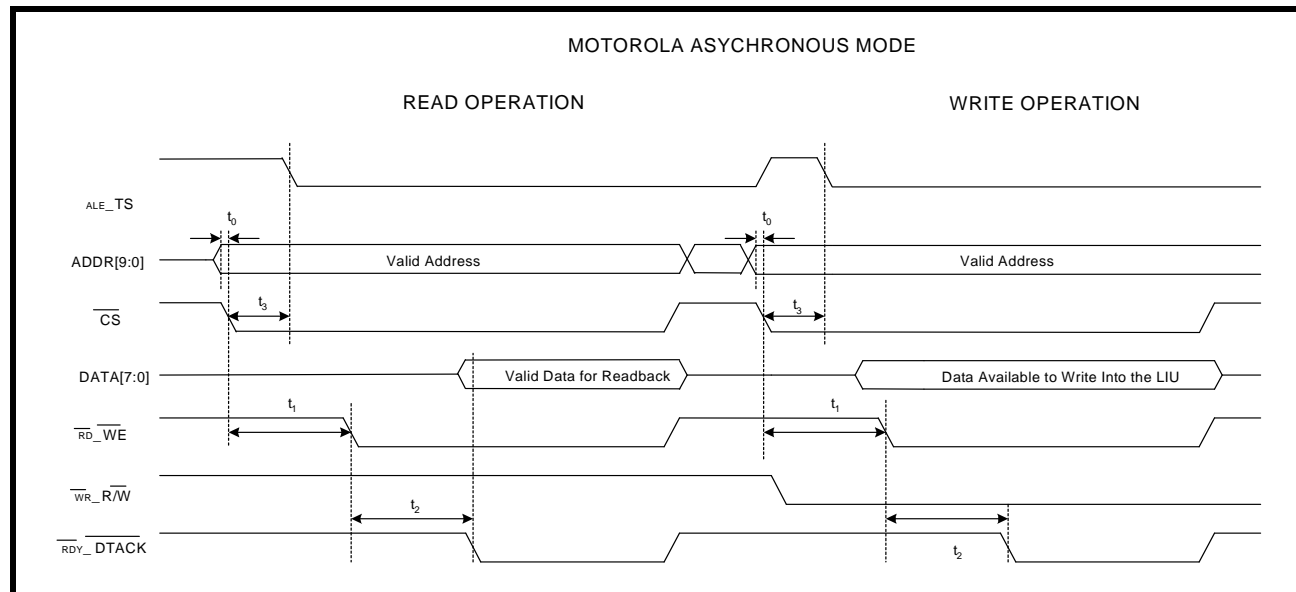 MOTOROLA ASYCHRONOUS MODE
READ OPERATION
WRITE OPERATION
ALE_TS
t0
t0
ADDR[9:0]
Valid Address
Valid Address
t3
t3
CS
DATA[7:0]
Valid Data for Readback
Data Available to Write Into the LIU
t1
t1
RD_WE
WR_R/W
t2
RDY_DTACK
t2